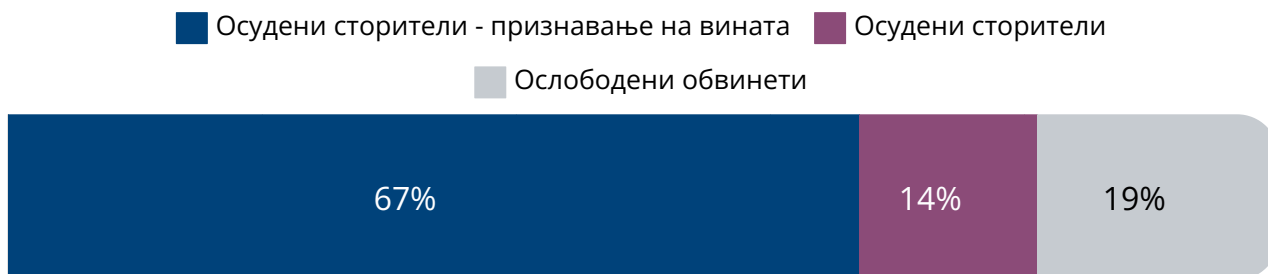 Осудени сторители - признавање на вината Осудени сторители
Ослободени обвинети
67% 14% 19%